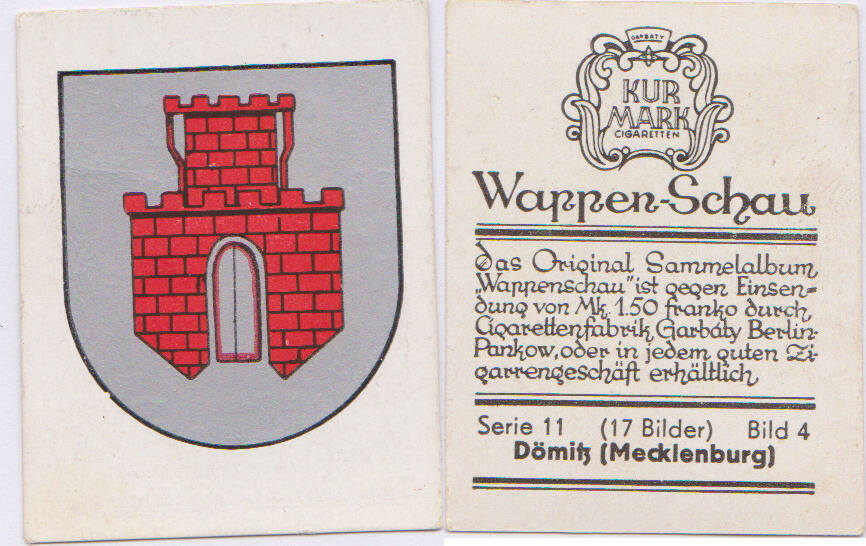 GARBÁTY
KUR
MARK
CIGARETTEN
Wappen-Schau
Das Original Sammelalbum
„Wappenschau" ist gegen Einsen=
dung von Mk. 1.50 franko durch
Cigarettenfabrik Garbáty Berlin-
Pankow, oder in jedem guten Zi-
garrengeschäft erhältlich
Serie 11 (17 Bilder) Bild 4
Dömitz (Mecklenburg)